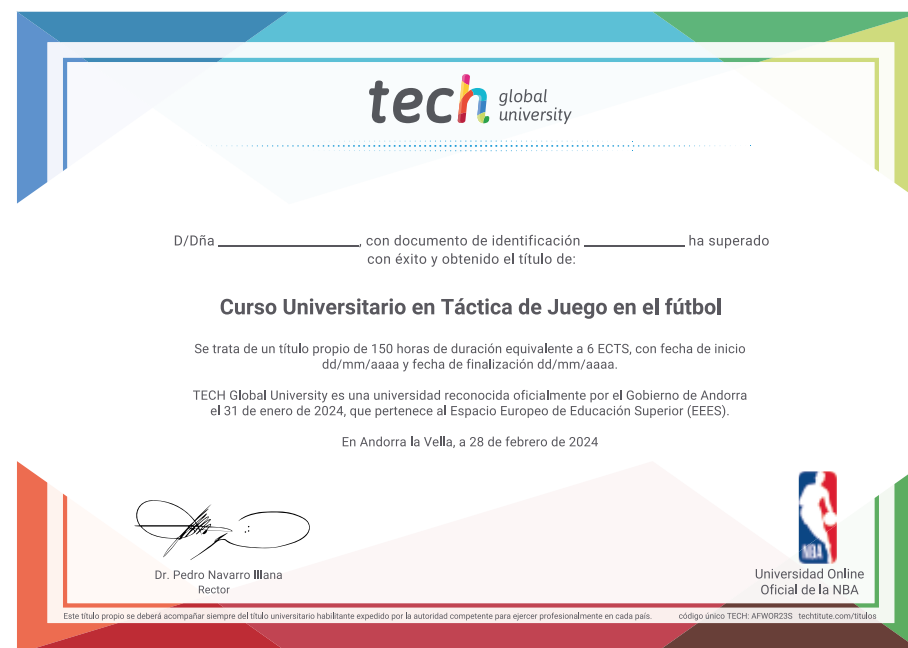 tech global university
D/Dña ____________________, con documento de identificación ______________ ha superado
con éxito y obtenido el título de:
Curso Universitario en Táctica de Juego en el fútbol
Se trata de un título propio de 150 horas de duración equivalente a 6 ECTS, con fecha de inicio
dd/mm/aaaa y fecha de finalización dd/mm/aaaa.
TECH Global University es una universidad reconocida oficialmente por el Gobierno de Andorra
el 31 de enero de 2024, que pertenece al Espacio Europeo de Educación Superior (EEES).
En Andorra la Vella, a 28 de febrero de 2024
NBA
Dr. Pedro Navarro Illana
Rector
Universidad Online
Oficial de la NBA
Este título propio se deberá acompañar siempre del título universitario habilitante expedido por la autoridad competente para ejercer profesionalmente en cada país. código único TECH: AFWOR23S techtitute.com/titulos